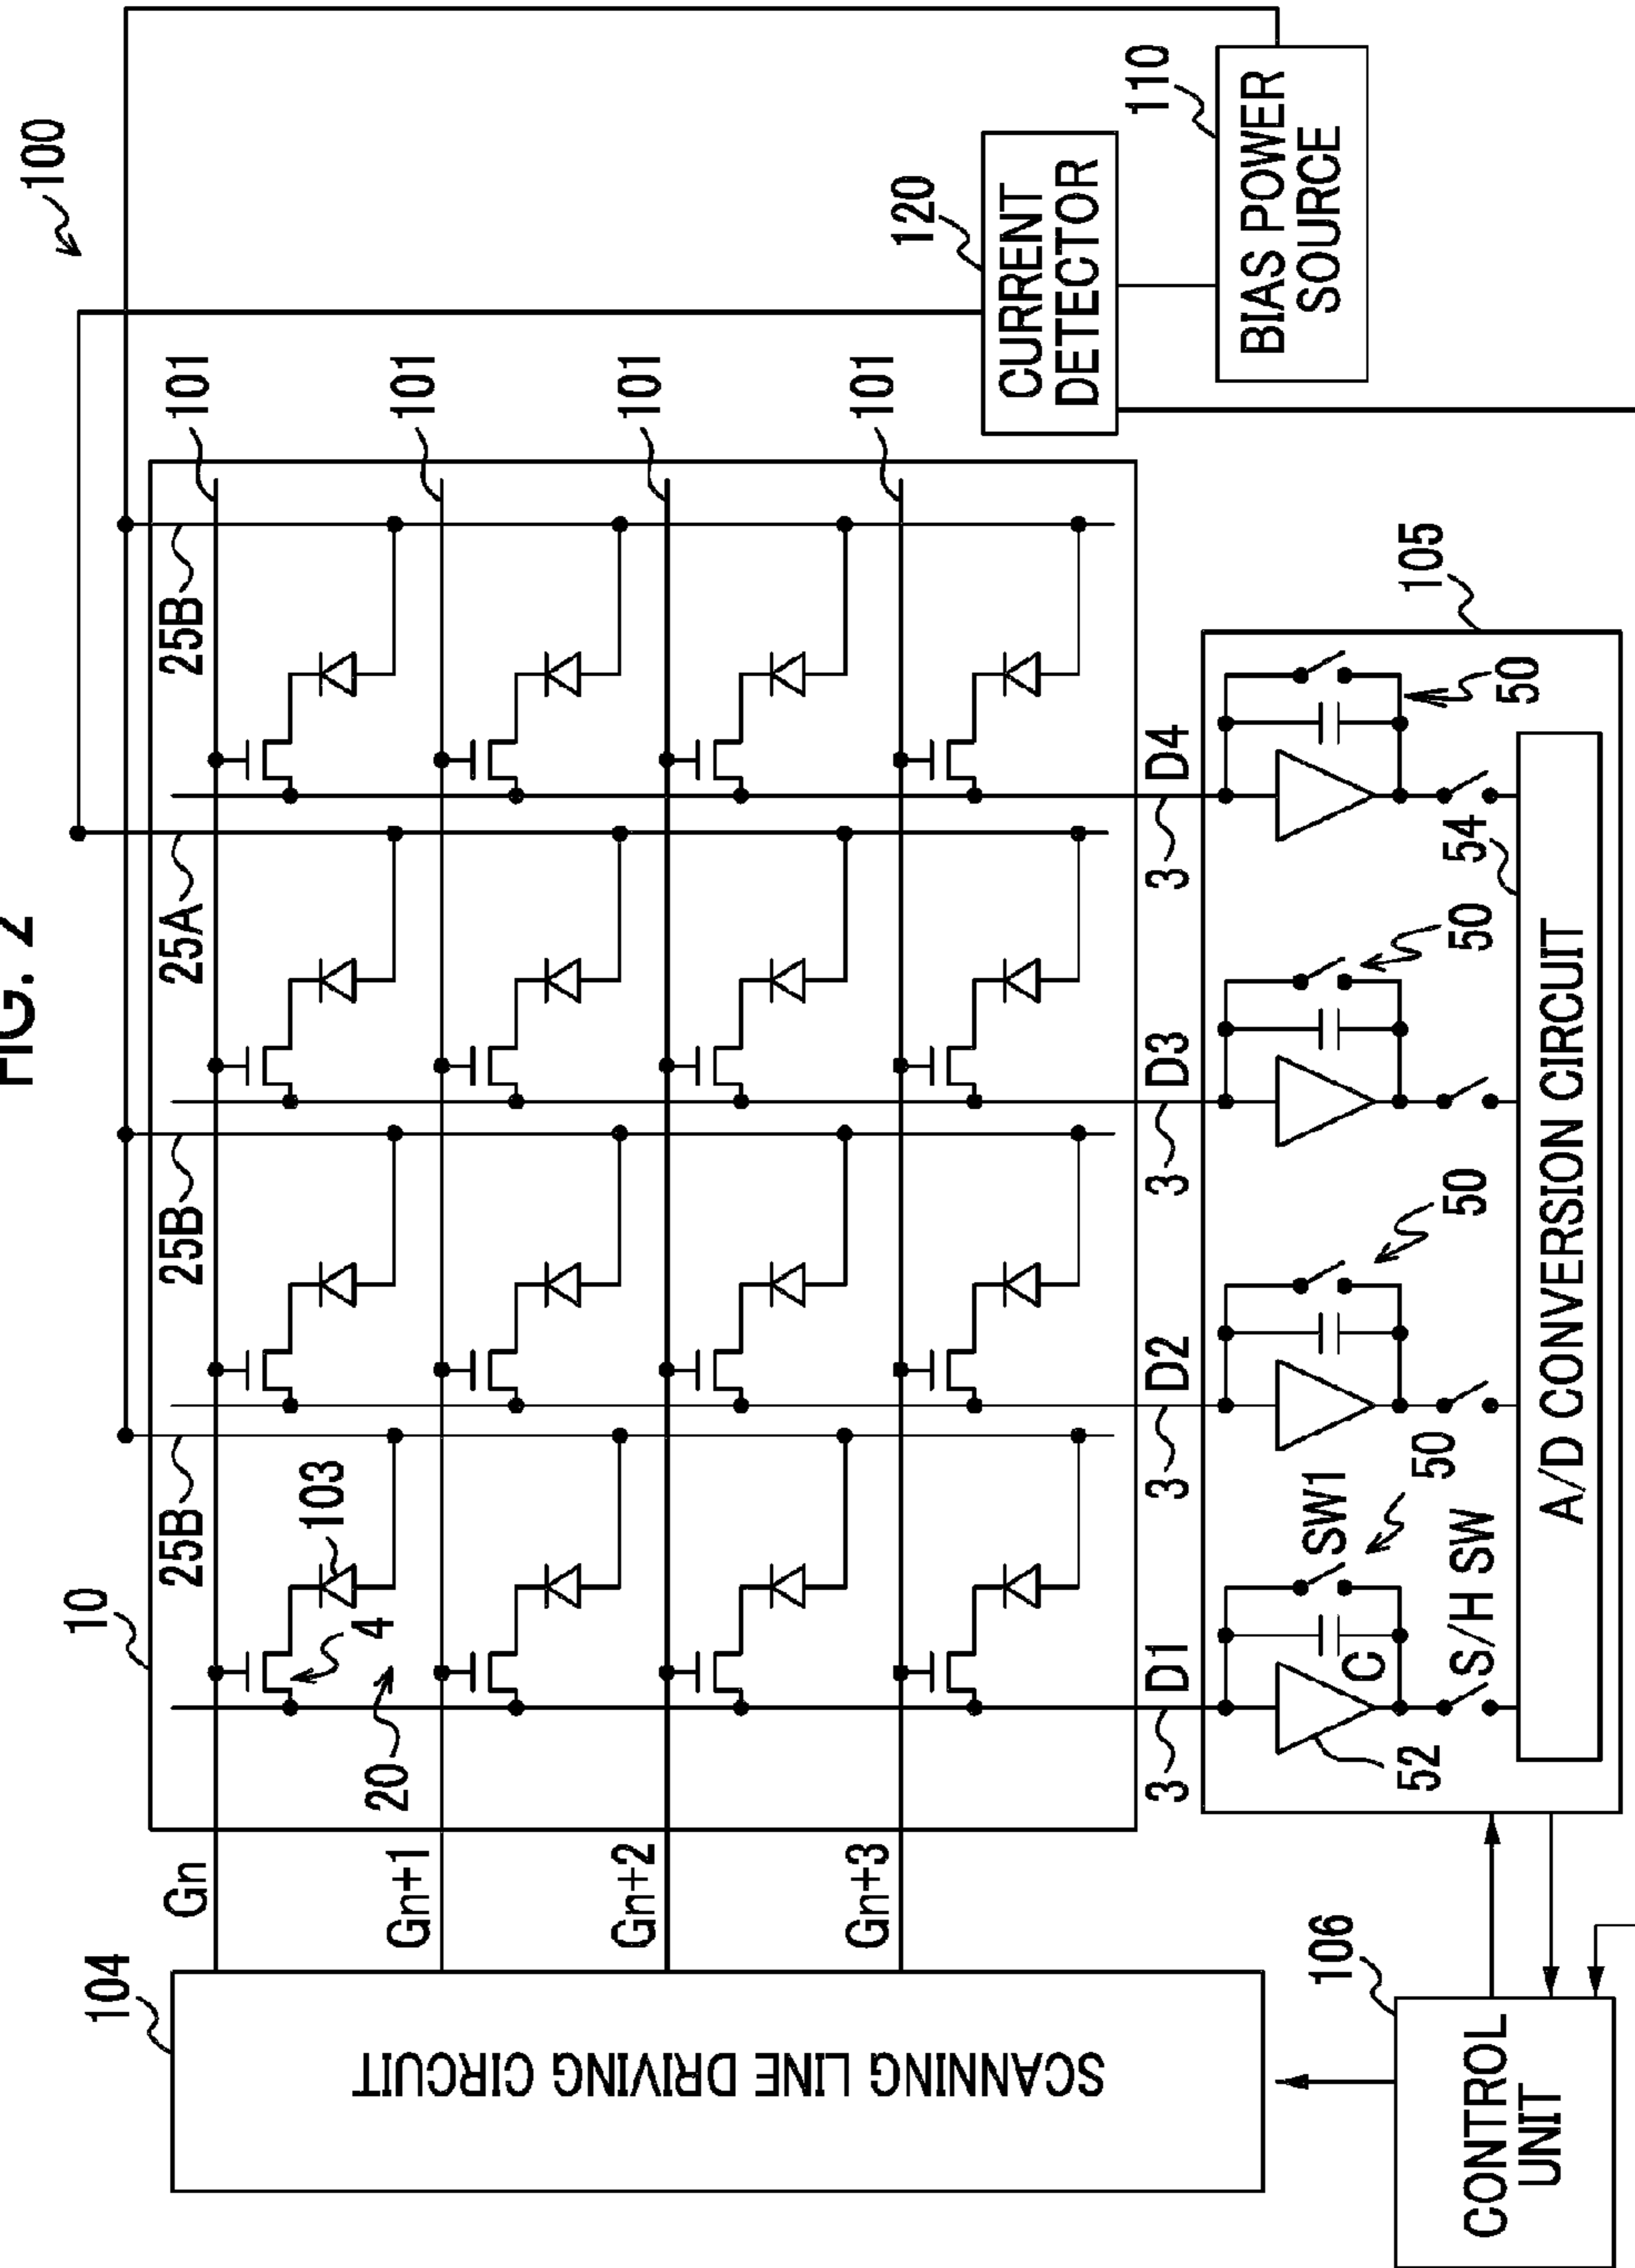 FIG. 2
100
10
25B
25B
25A
25B
101
101
101
101
104
Gn
Gn+1
Gn+2
Gn+3
SCANNING LINE DRIVING CIRCUIT
103
4
20
120
CURRENT
DETECTOR
110
BIAS POWER
SOURCE
3
D1
3
D2
3
D3
3
D4
105
SW1
50
50
50
50
C
52
S/H SW
54
A/D CONVERSION CIRCUIT
106
CONTROL
UNIT